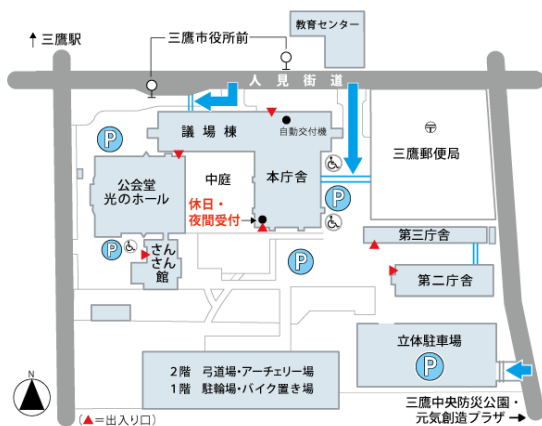 教育センター
↑ 三鷹駅
三鷹市役所前
人見街道
議場棟
自動交付機
P
三鷹郵便局
公会堂
光のホール
中庭
本庁舎
P
休日・
夜間受付→
第三庁舎
P
さん
さん
館
P
第二庁舎
立体駐車場
P
2階 弓道場・アーチェリー場
1階 駐輪場・バイク置き場
N
三鷹中央防災公園・
元気創造プラザ →
(▲=出入り口)